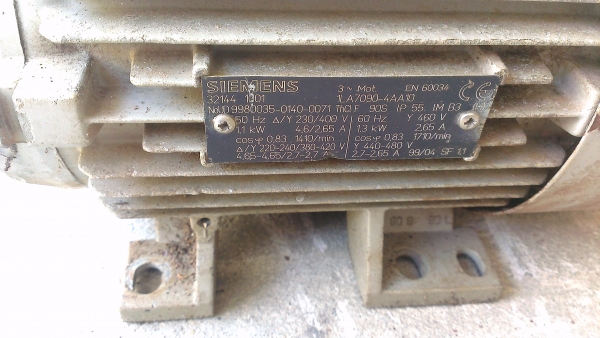 SIEMENS 3~ Mot. EN 60034
32144 1001 1LA7090-4AA10
No.UD 9980035-0140-0071 ThCl.F 90S IP 55 IM B3
50 Hz Δ/Y 230/400 V 60 Hz Y 460 V
1.1 kW 4.6/2.65 A 1.3 kW 2.65 A
cos-φ 0.83 1410/min cos-φ 0.83 1710/min
Δ/Y 220-240/380-420 V Y 440-480 V
4.65-4.65/2.7-2.7 A 2.7-2.65 A 99/04 SF 1.1